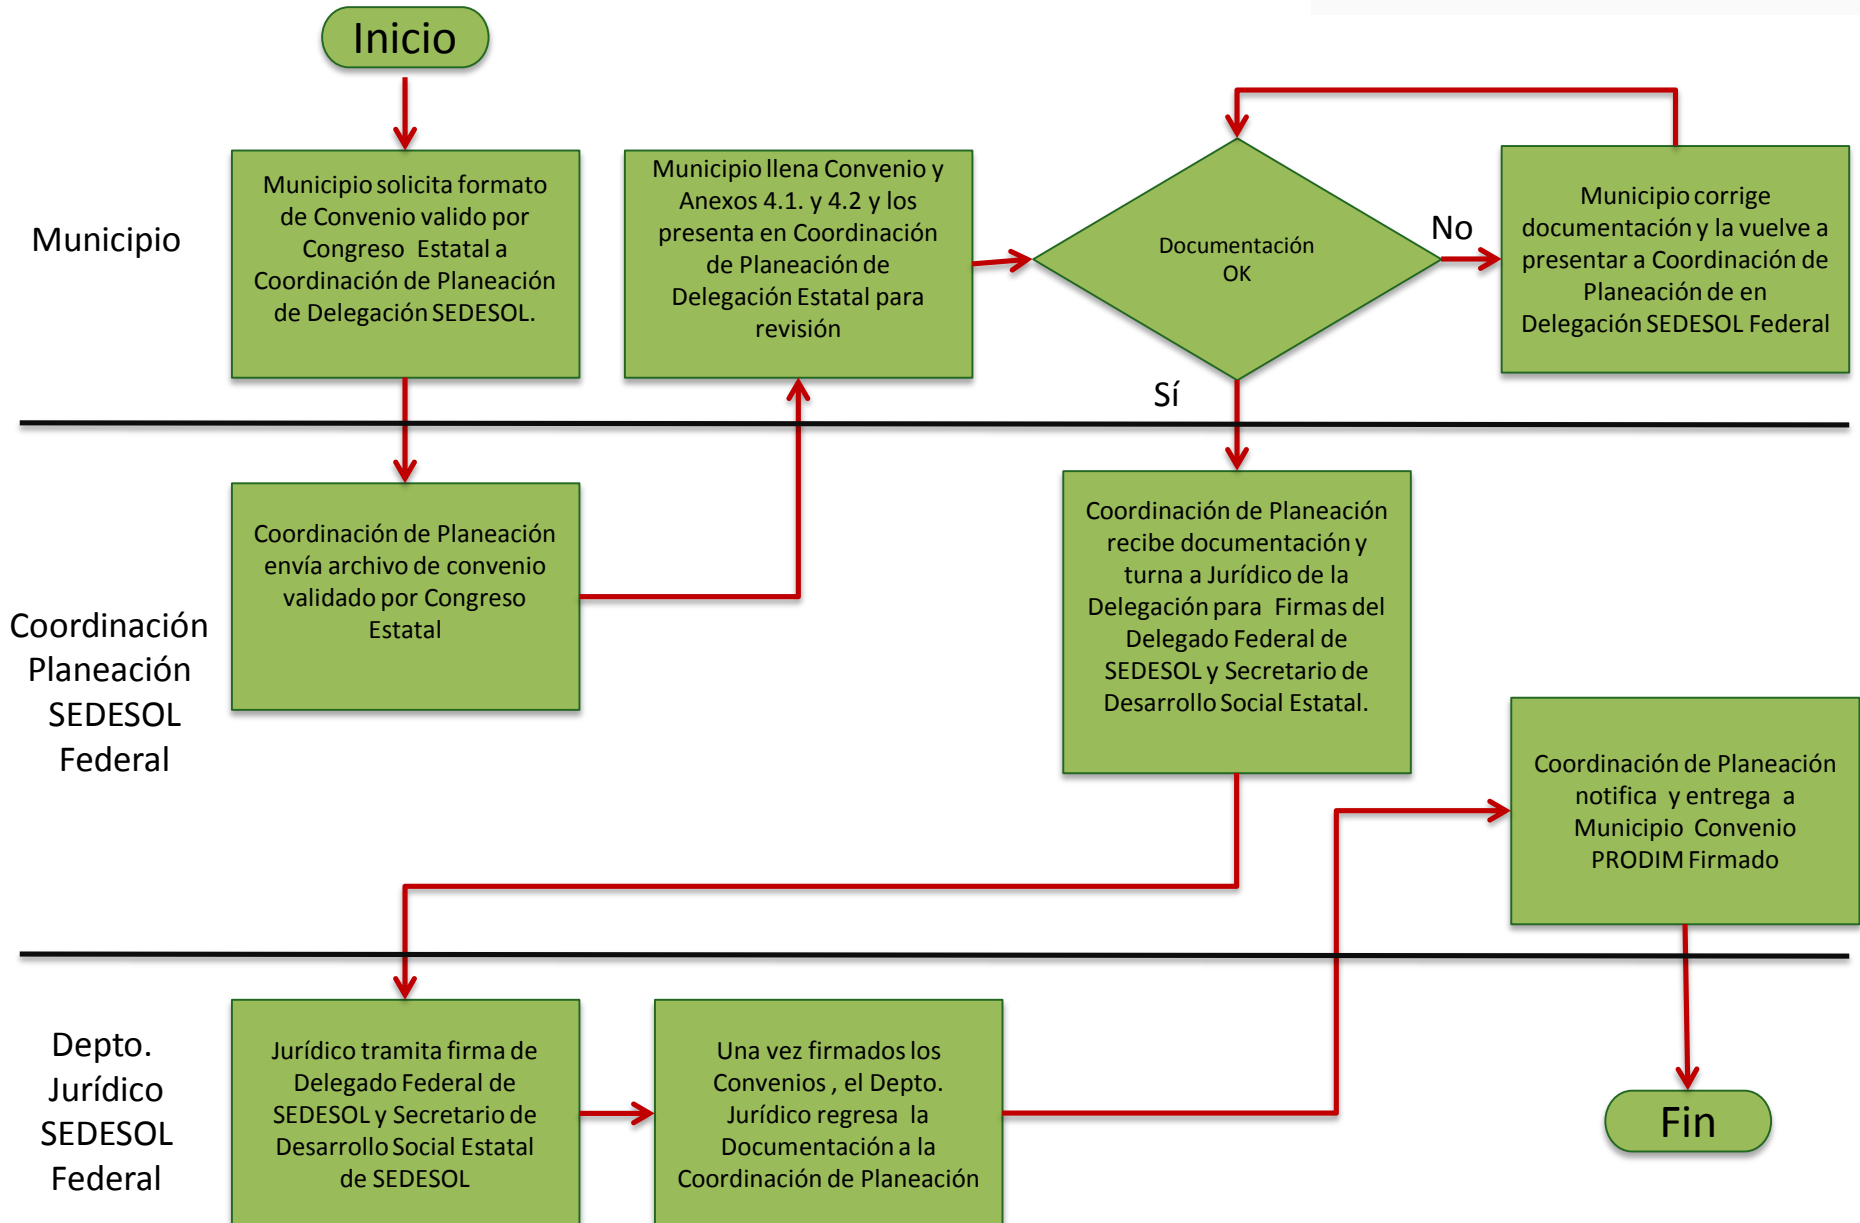 Inicio
Municipio
Municipio solicita formato
de Convenio valido por
Congreso Estatal a
Coordinación de Planeación
de Delegación SEDESOL.
Municipio llena Convenio y
Anexos 4.1. y 4.2 y los
presenta en Coordinación
de Planeación de
Delegación Estatal para
revisión
Documentación
OK
No
Sí
Municipio corrige
documentación y la vuelve a
presentar a Coordinación de
Planeación de en
Delegación SEDESOL Federal
Coordinación
Planeación
SEDESOL
Federal
Coordinación de Planeación
envía archivo de convenio
validado por Congreso
Estatal
Coordinación de Planeación
recibe documentación y
turna a Jurídico de la
Delegación para Firmas del
Delegado Federal de
SEDESOL y Secretario de
Desarrollo Social Estatal.
Coordinación de Planeación
notifica y entrega a
Municipio Convenio
PRODIM Firmado
Depto.
Jurídico
SEDESOL
Federal
Jurídico tramita firma de
Delegado Federal de
SEDESOL y Secretario de
Desarrollo Social Estatal
de SEDESOL
Una vez firmados los
Convenios , el Depto.
Jurídico regresa la
Documentación a la
Coordinación de Planeación
Fin